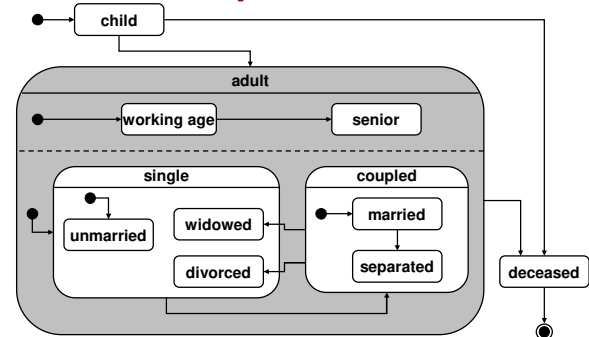 child
adult
working age
senior
single
coupled
unmarried
widowed
divorced
married
separated
deceased